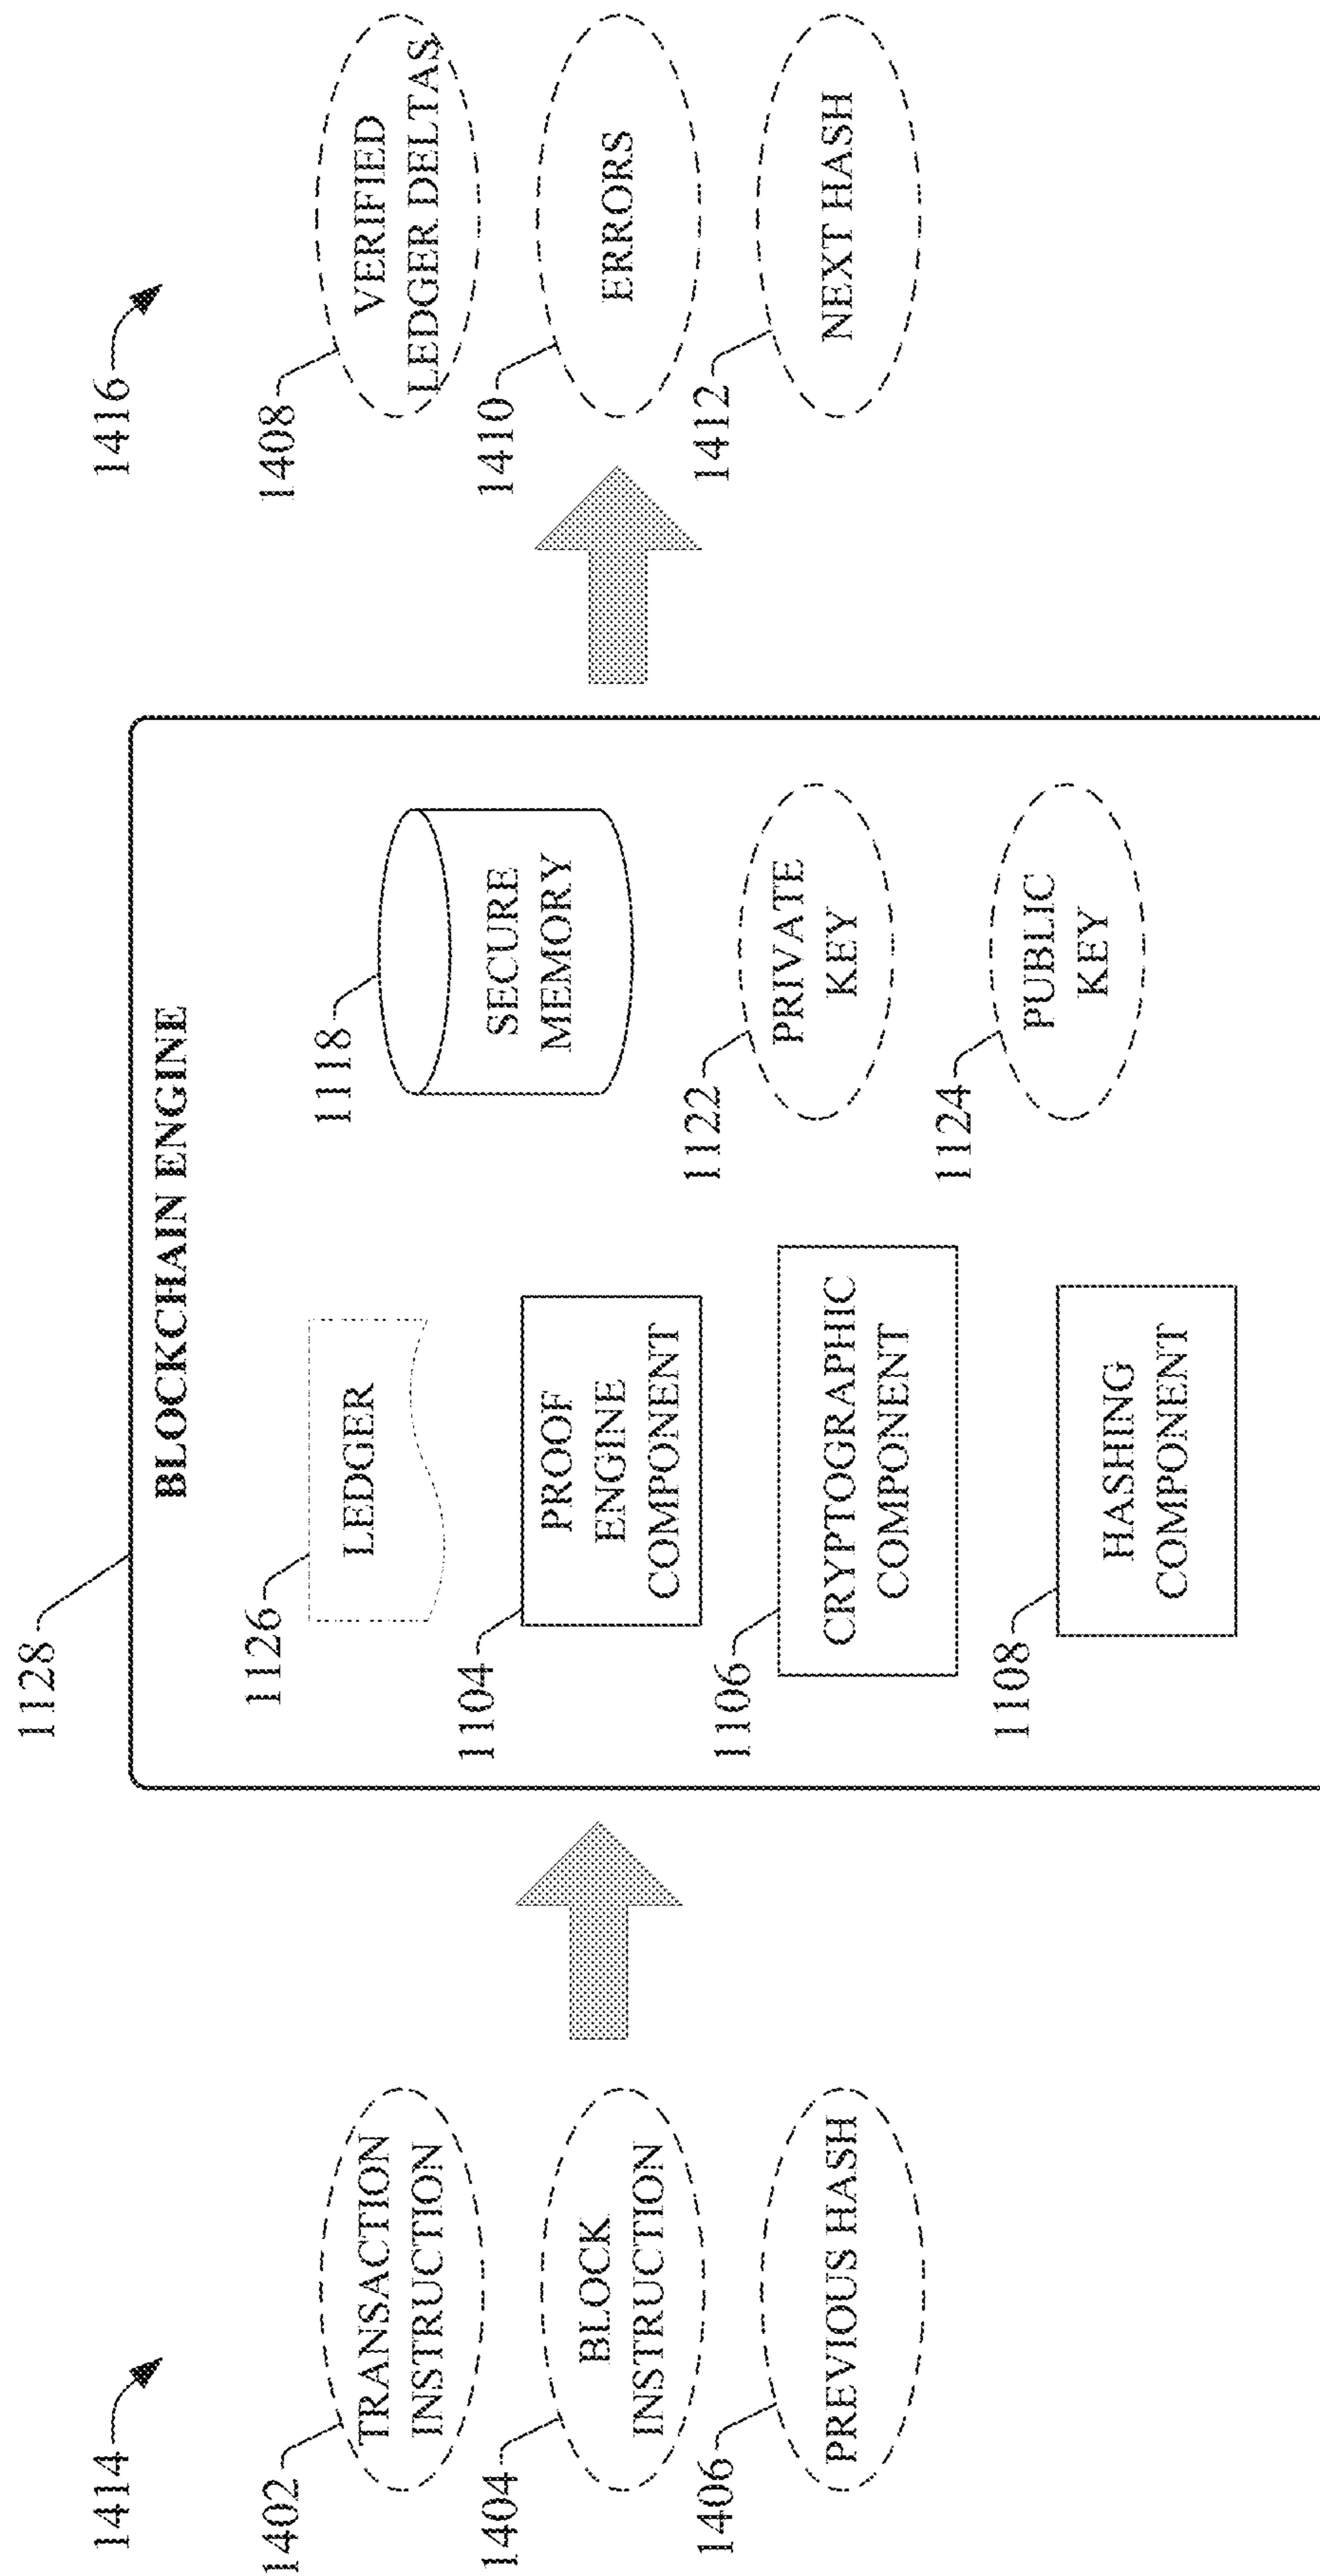 1414
1402
TRANSACTION
INSTRUCTION
1404
BLOCK
INSTRUCTION
1406
PREVIOUS HASH
1128
BLOCKCHAIN ENGINE
1126
LEDGER
1104
PROOF
ENGINE
COMPONENT
1106
CRYPTOGRAPHIC
COMPONENT
1108
HASHING
COMPONENT
1118
SECURE
MEMORY
1122
PRIVATE
KEY
1124
PUBLIC
KEY
1416
1408
VERIFIED
LEDGER DELTAS
1410
ERRORS
1412
NEXT HASH